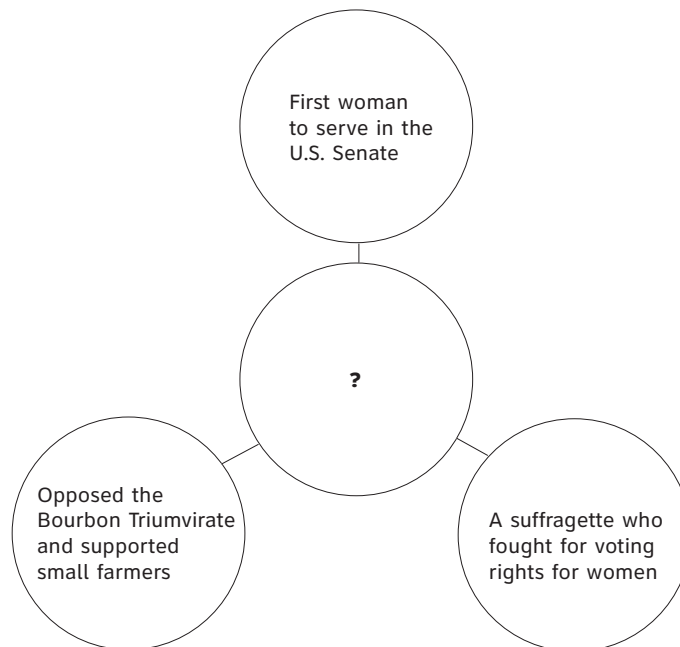 First woman
to serve in the
U.S. Senate
?
Opposed the
Bourbon Triumvirate
and supported
small farmers
A suffragette who
fought for voting
rights for women